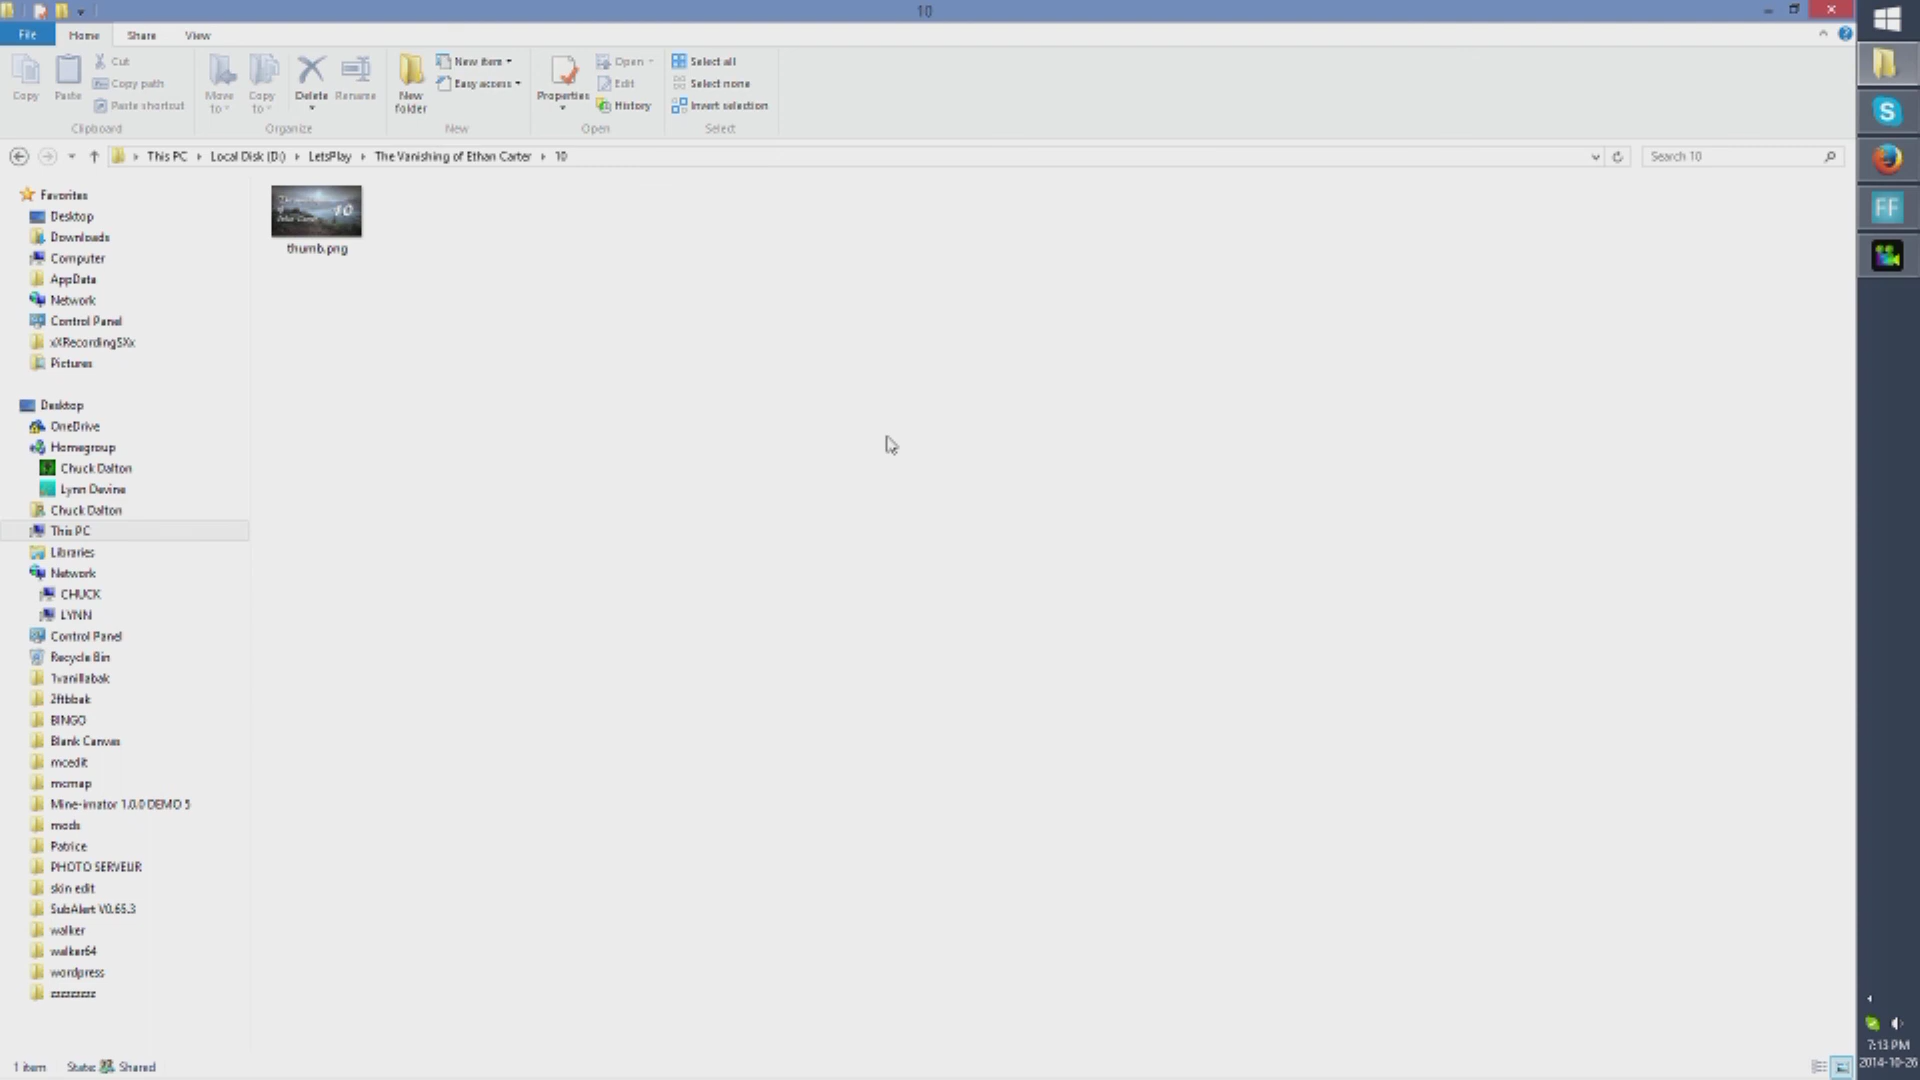 10
File Home Share View
Copy
Paste
Cut
Copy path
Paste shortcut
Clipboard
Move to
Copy to
Delete
Rename
Organize
New folder
New item
Easy access
New
Properties
Open
Edit
History
Open
Select all
Select none
Invert selection
Select
This PC Local Disk (D:) LetsPlay The Vanishing of Ethan Carter 10
Search 10
Favorites
Desktop
Downloads
Computer
AppData
Network
Control Panel
xXRecordingSXx
Pictures
Desktop
OneDrive
Homegroup
Chuck Dalton
Lynn Devine
Chuck Dalton
This PC
Libraries
Network
CHUCK
LYNN
Control Panel
Recycle Bin
1vanillabak
2ftbbak
BINGO
Blank Canvas
mcedit
mcmap
Mine-imator 1.0.0 DEMO 5
mods
Patrice
PHOTO SERVEUR
skin edit
SubAlert V0.65.3
walker
walker64
wordpress
10
thumb.png
FF
1 item State: Shared
7:13 PM
2014-10-26